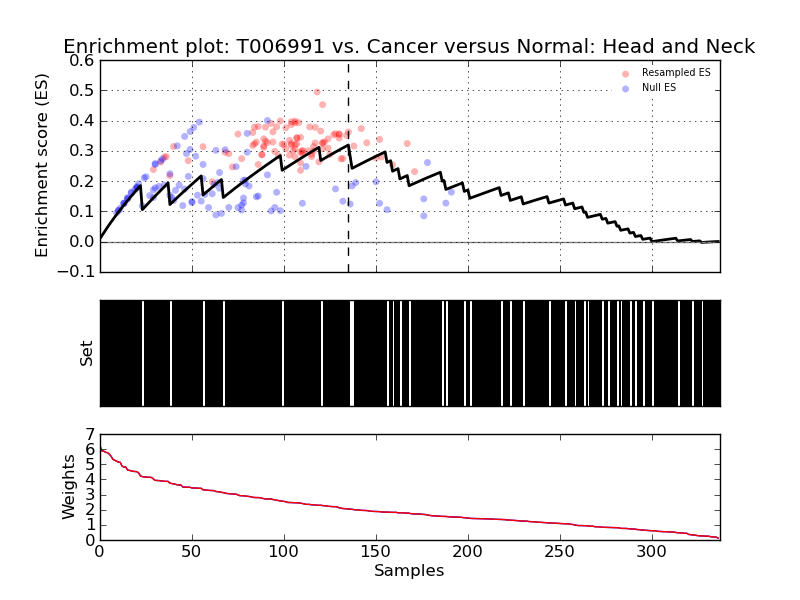 Enrichment plot: T006991 vs. Cancer versus Normal: Head and Neck
0.6
0.5
0.4
0.3
0.2
0.1
0.0
−0.1
Enrichment score (ES)
Resampled ES
Null ES
Set
7
6
5
4
3
2
1
0
Weights
0 50 100 150 200 250 300
Samples